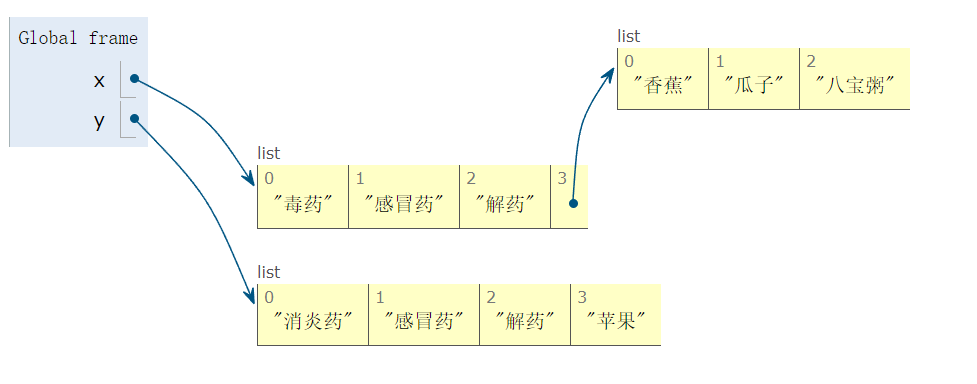 Global frame
x
y
list
0 1 2
"香蕉" "瓜子" "八宝粥"
list
0 1 2 3
"毒药" "感冒药" "解药"
list
0 1 2 3
"消炎药" "感冒药" "解药" "苹果"